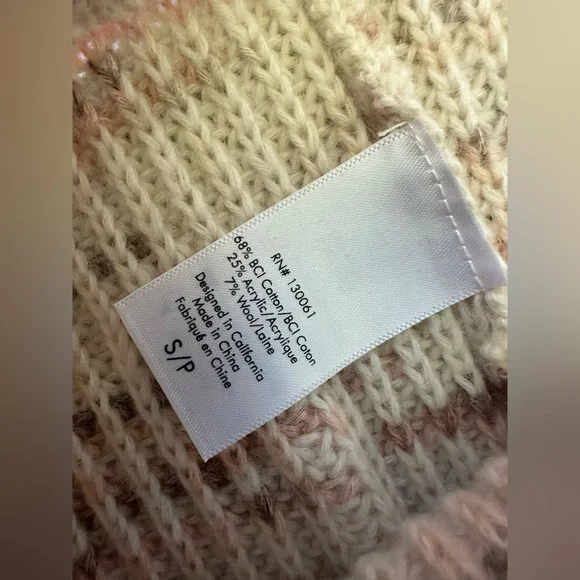 RN# 130061
68% BCI Cotton/BCI Coton
25% Acrylic/Acrylique
7% Wool/Laine
Designed in California
Made in China
Fabriqué en Chine
S/P